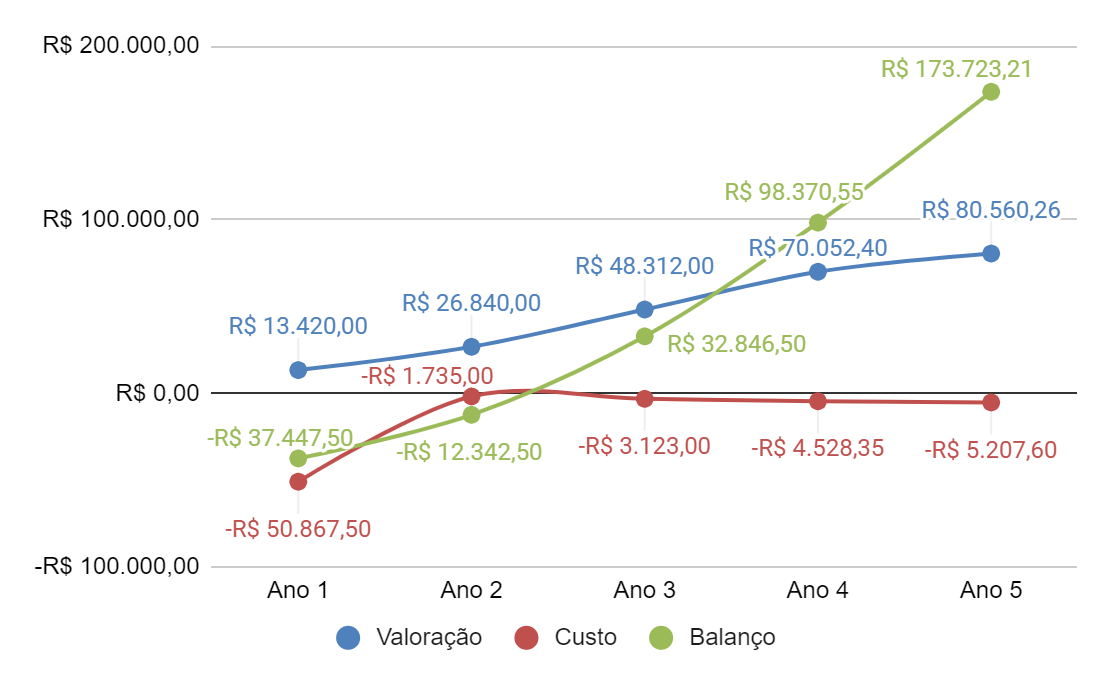 R$ 200.000,00
R$ 173.723,21
R$ 98.370,55
R$ 100.000,00
R$ 80.560,26
R$ 70.052,40
R$ 48.312,00
R$ 26.840,00
R$ 13.420,00
R$ 32.846,50
-R$ 1.735,00
R$ 0,00
-R$ 37.447,50
-R$ 12.342,50
-R$ 3.123,00
-R$ 4.528,35
-R$ 5.207,60
-R$ 50.867,50
-R$ 100.000,00
Ano 1 Ano 2 Ano 3 Ano 4 Ano 5
Valoração Custo Balanço